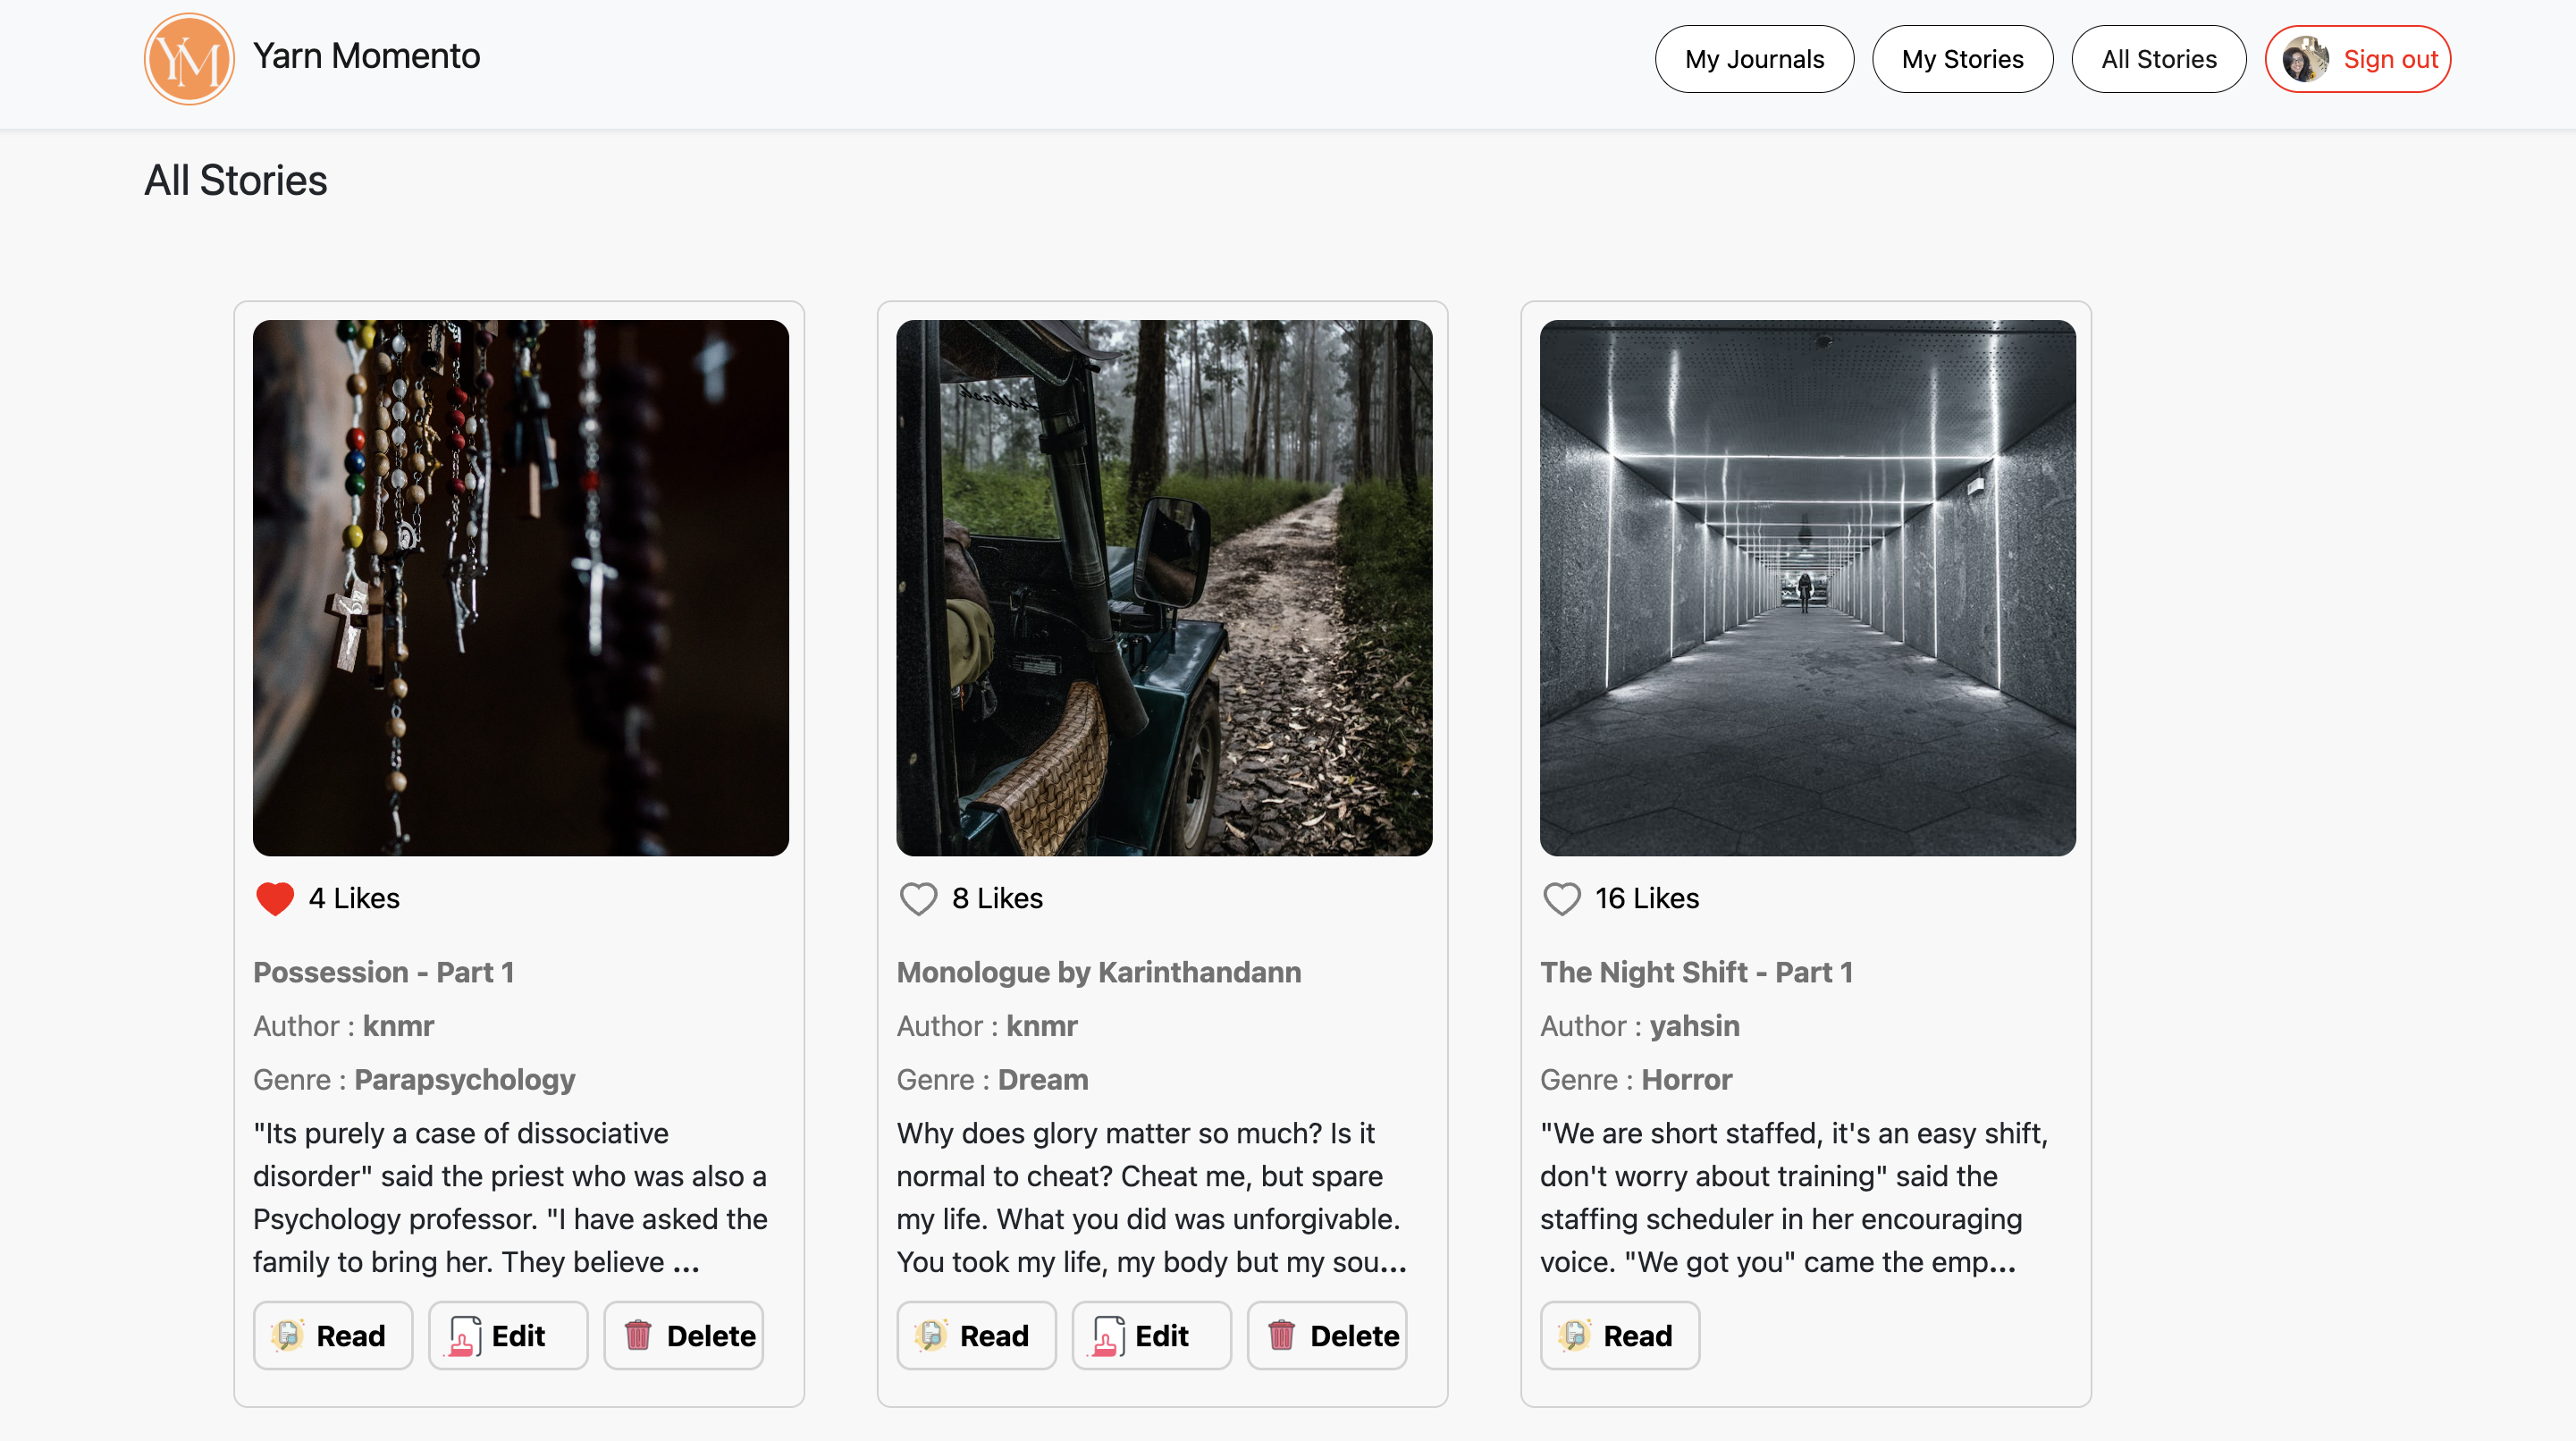 YM Yarn Momento
My Journals
My Stories
All Stories
Sign out
All Stories
4 Likes
Possession - Part 1
Author : knmr
Genre : Parapsychology
"Its purely a case of dissociative
disorder" said the priest who was also a
Psychology professor. "I have asked the
family to bring her. They believe ...
Read
Edit
Delete
8 Likes
Monologue by Karinthandann
Author : knmr
Genre : Dream
Why does glory matter so much? Is it
normal to cheat? Cheat me, but spare
my life. What you did was unforgivable.
You took my life, my body but my sou...
Read
Edit
Delete
16 Likes
The Night Shift - Part 1
Author : yahsin
Genre : Horror
"We are short staffed, it's an easy shift,
don't worry about training" said the
staffing scheduler in her encouraging
voice. "We got you" came the emp...
Read